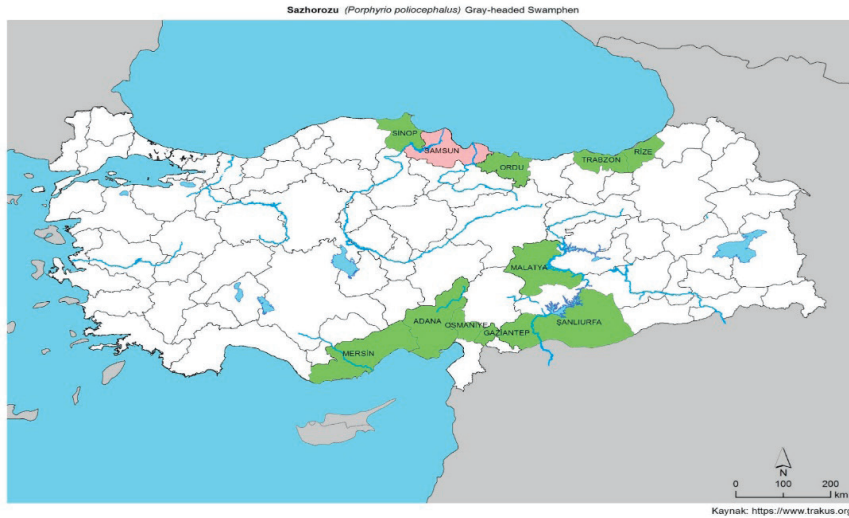 Sazhorozu (Porphyrio poliocephalus) Gray-headed Swamphen
SINOP
SAMSUN
ORDU
TRABZON
RİZE
MALATYA
ADANA
OSMANİYE
GAZİANTEP
ŞANLIURFA
MERSİN
N
0 100 200
km
Kaynak: https://www.trakus.org